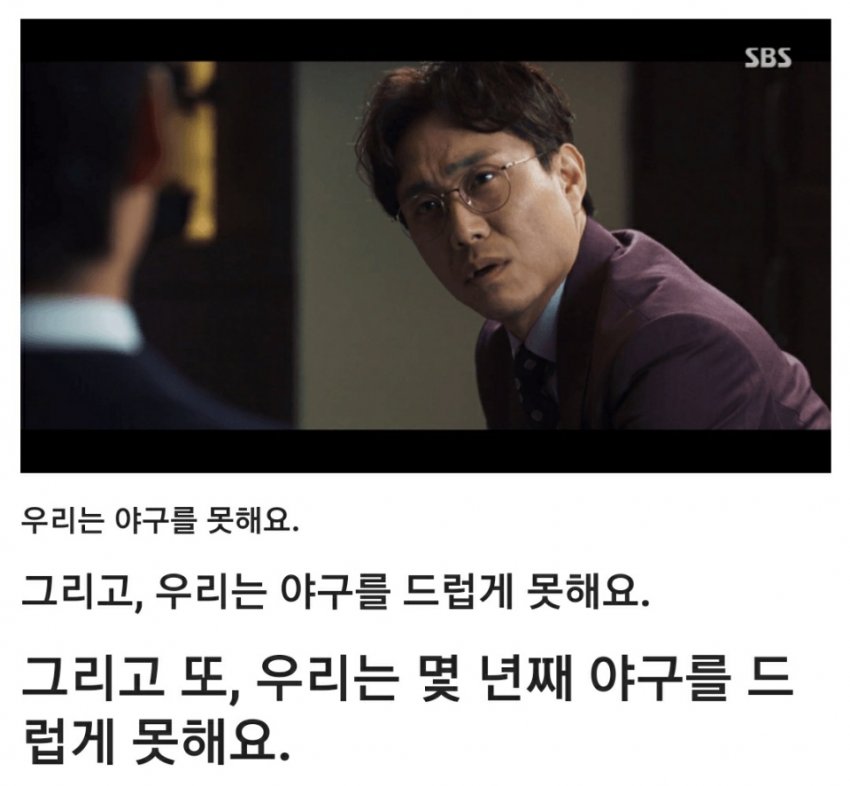 SBS
우리는 야구를 못해요.
그리고, 우리는 야구를 드럽게 못해요.
그리고 또, 우리는 몇 년째 야구를 드
럽게 못해요.